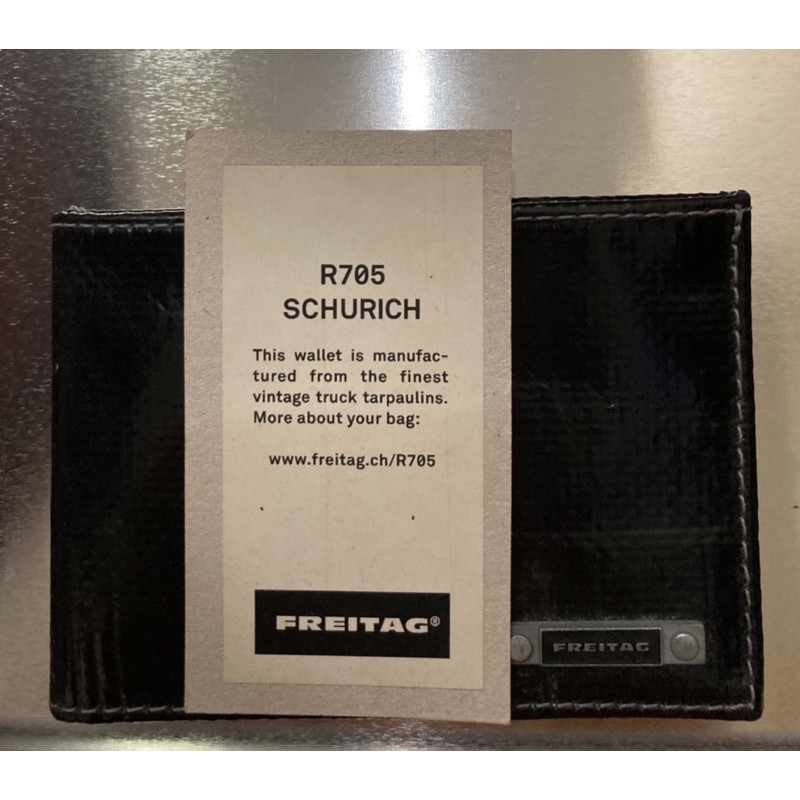 R705
SCHURICH
This wallet is manufac-
tured from the finest
vintage truck tarpaulins.
More about your bag:
www.freitag.ch/R705
FREITAG®
FREITAG